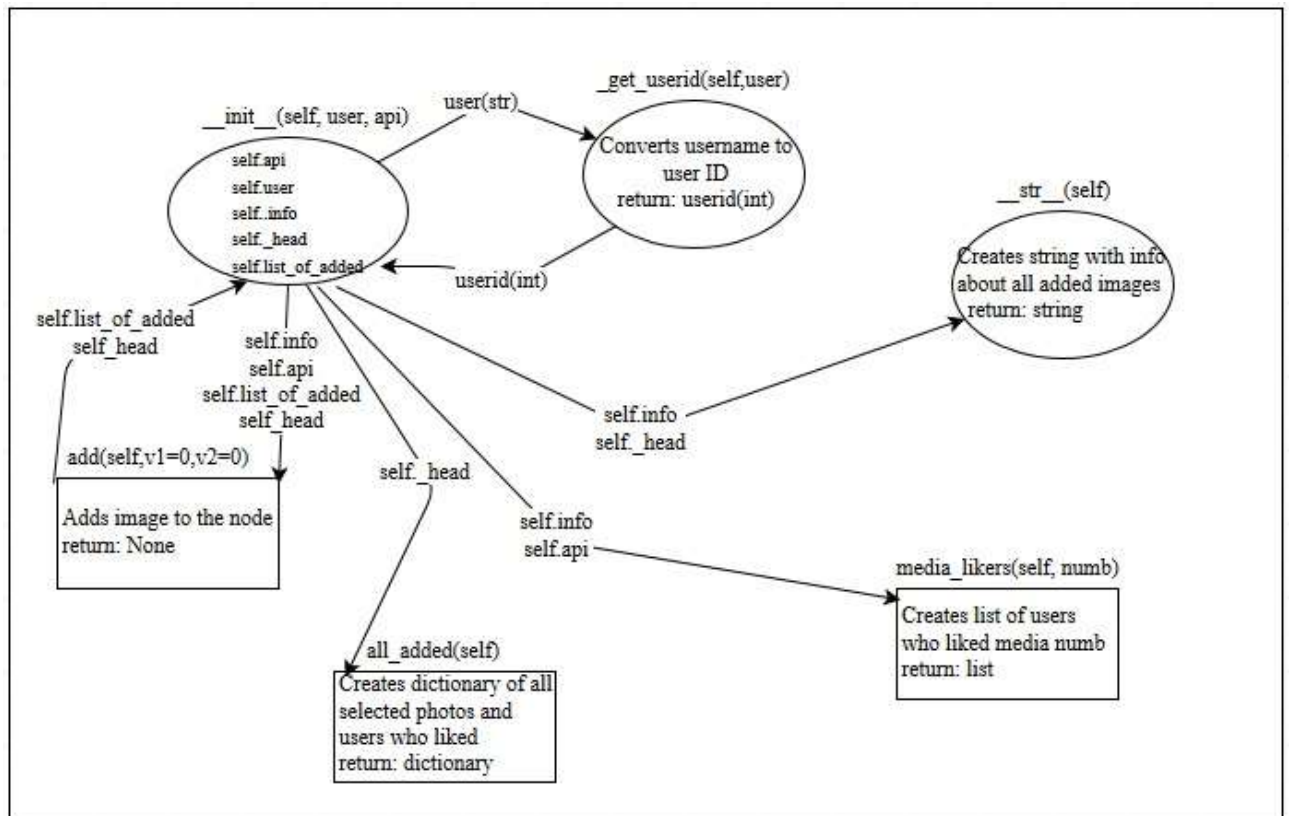 _get_userid(self,user)
user(str)
__init__(self, user, api)
Converts username to
user ID
return: userid(int)
self.api
self.user
self..info
self._head
self.list_of_added
userid(int)
__str__(self)
Creates string with info
about all added images
return: string
self.list_of_added
self_head
self.info
self.api
self.list_of_added
self_head
self.info
self._head
add(self,v1=0,v2=0)
Adds image to the node
return: None
self._head
self.info
self.api
media_likers(self, numb)
Creates list of users
who liked media numb
return: list
all_added(self)
Creates dictionary of all
selected photos and
users who liked
return: dictionary